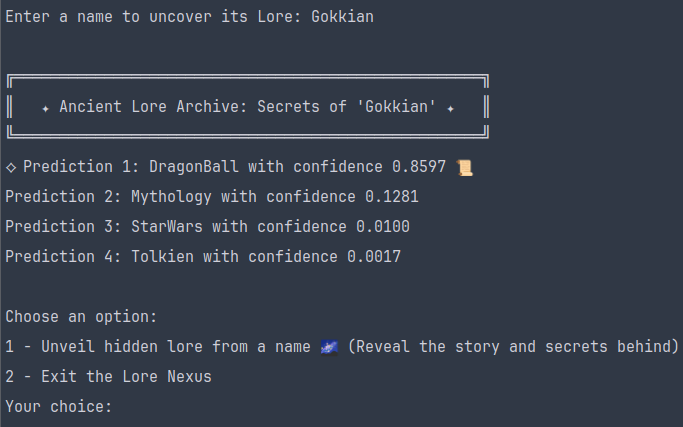 Enter a name to uncover its Lore: Gokkian
✦ Ancient Lore Archive: Secrets of 'Gokkian' ✦
◇ Prediction 1: DragonBall with confidence 0.8597 📜
Prediction 2: Mythology with confidence 0.1281
Prediction 3: StarWars with confidence 0.0100
Prediction 4: Tolkien with confidence 0.0017
Choose an option:
1 - Unveil hidden lore from a name 🌌 (Reveal the story and secrets behind)
2 - Exit the Lore Nexus
Your choice: